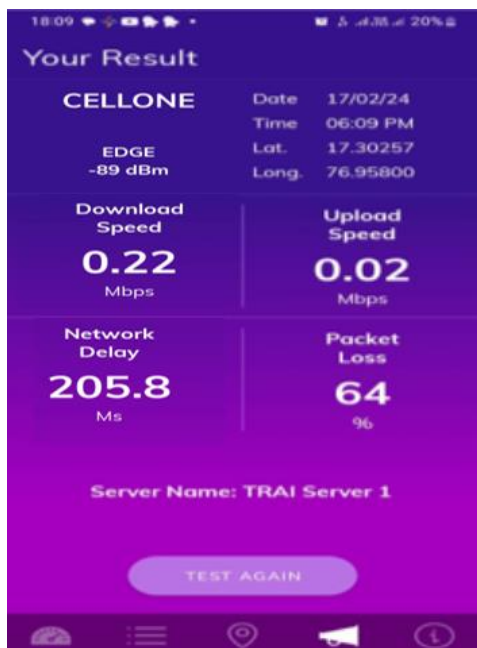 18:09 20%
Your Result
CELLONE
EDGE
-89 dBm
Date 17/02/24
Time 06:09 PM
Lat. 17.30257
Long. 76.95800
Download
Speed
0.22
Mbps
Upload
Speed
0.02
Mbps
Network
Delay
205.8
Ms
Packet
Loss
64
%
Server Name: TRAI Server 1
TEST AGAIN